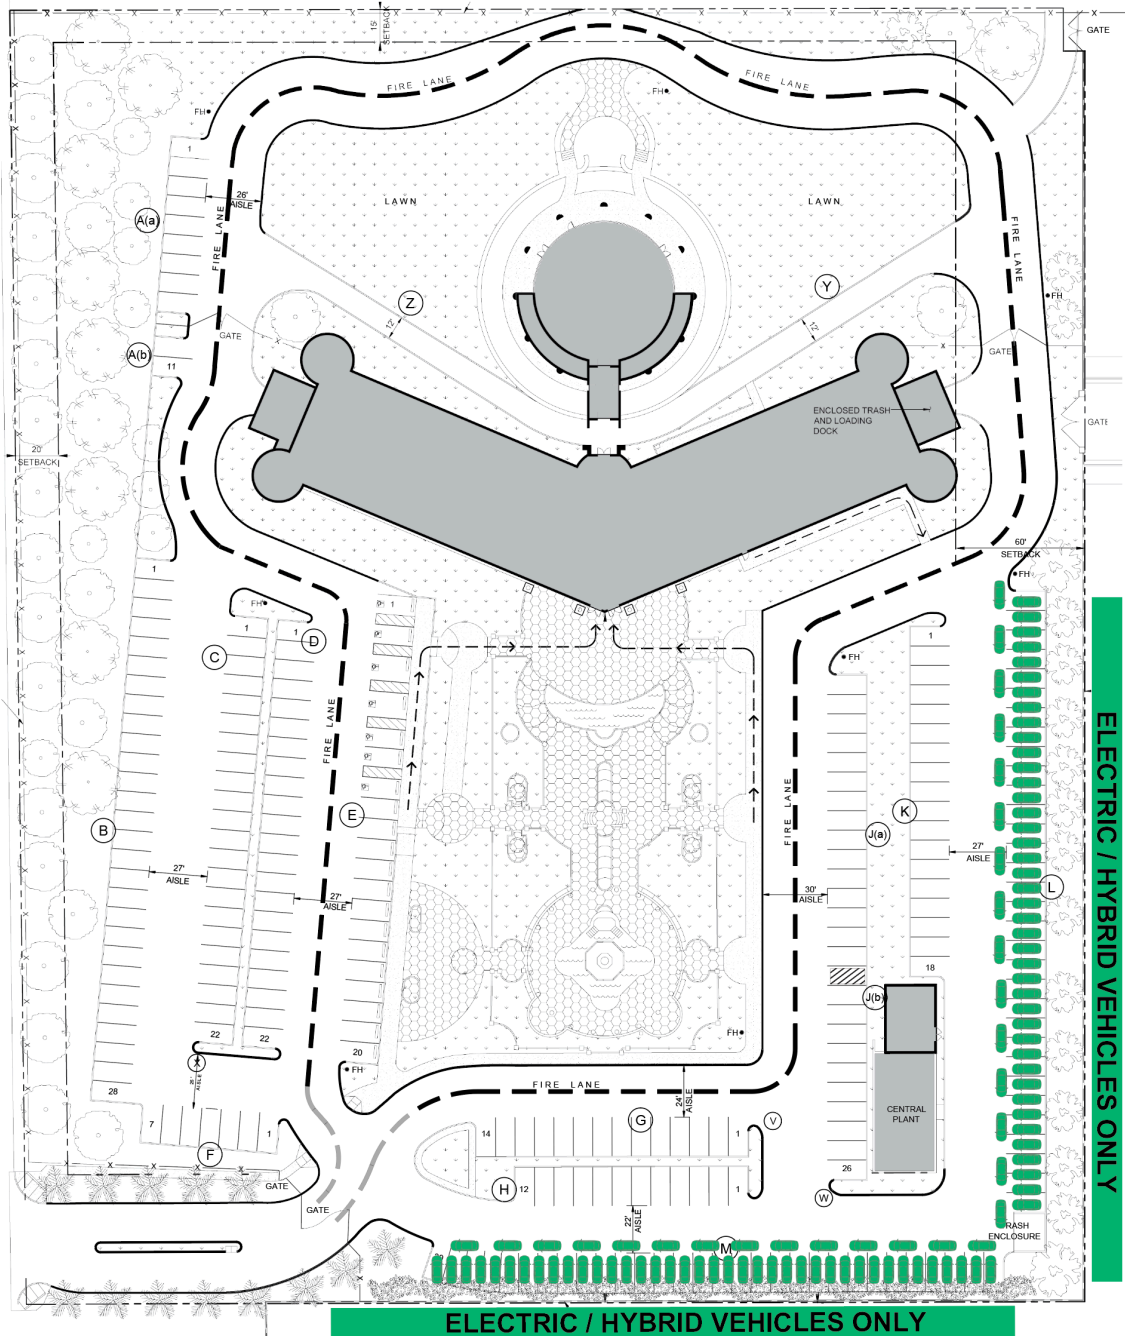 15'
SETBACK
GATE
FIRE LANE
FIRE LANE
FH
FH
1
26'
AISLE
LAWN
LAWN
A(a)
FIRE LANE
FIRE LANE
Z
Y
FH
12'
12'
GATE
GATE
A(b)
11
ENCLOSED TRASH
AND LOADING
DOCK
GATE
20'
SETBACK
60'
SETBACK
1
FH
FH
1
1
1
1
D
C
FH
FIRE LANE
FIRE LANE
E
B
K
J(a)
27'
AISLE
27'
AISLE
27'
AISLE
30'
AISLE
L
18
J(b)
22
22
20
FH
FH
X
26'
AISLE
28
FIRE LANE
24'
AISLE
CENTRAL
PLANT
7
1
F
14
G
1
V
GATE
H
12
1
26
W
GATE
22'
AISLE
RASH
ENCLOSURE
M
ELECTRIC / HYBRID VEHICLES ONLY
ELECTRIC / HYBRID VEHICLES ONLY